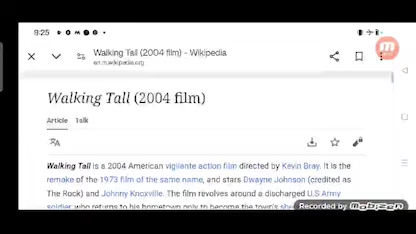 9:25
Walking Tall (2004 film) - Wikipedia
en.m.wikipedia.org
Walking Tall (2004 film)
Article Talk
Walking Tall is a 2004 American vigilante action film directed by Kevin Bray. It is the
remake of the 1973 film of the same name, and stars Dwayne Johnson (credited as
The Rock) and Johnny Knoxville. The film revolves around a discharged U.S Army
soldier who returns to his hometown only to become the town's
Recorded by Mobizen